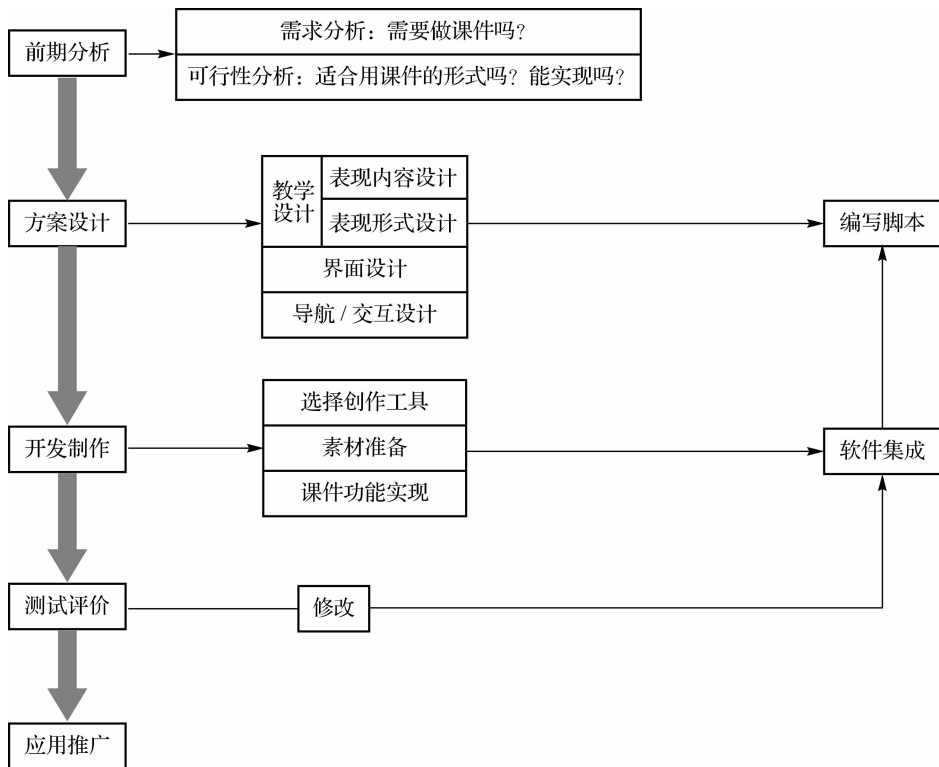 前期分析
需求分析：需要做课件吗？
可行性分析：适合用课件的形式吗？能实现吗？
方案设计
教学
设计
表现内容设计
表现形式设计
界面设计
导航 / 交互设计
编写脚本
开发制作
选择创作工具
素材准备
课件功能实现
软件集成
测试评价
修改
应用推广